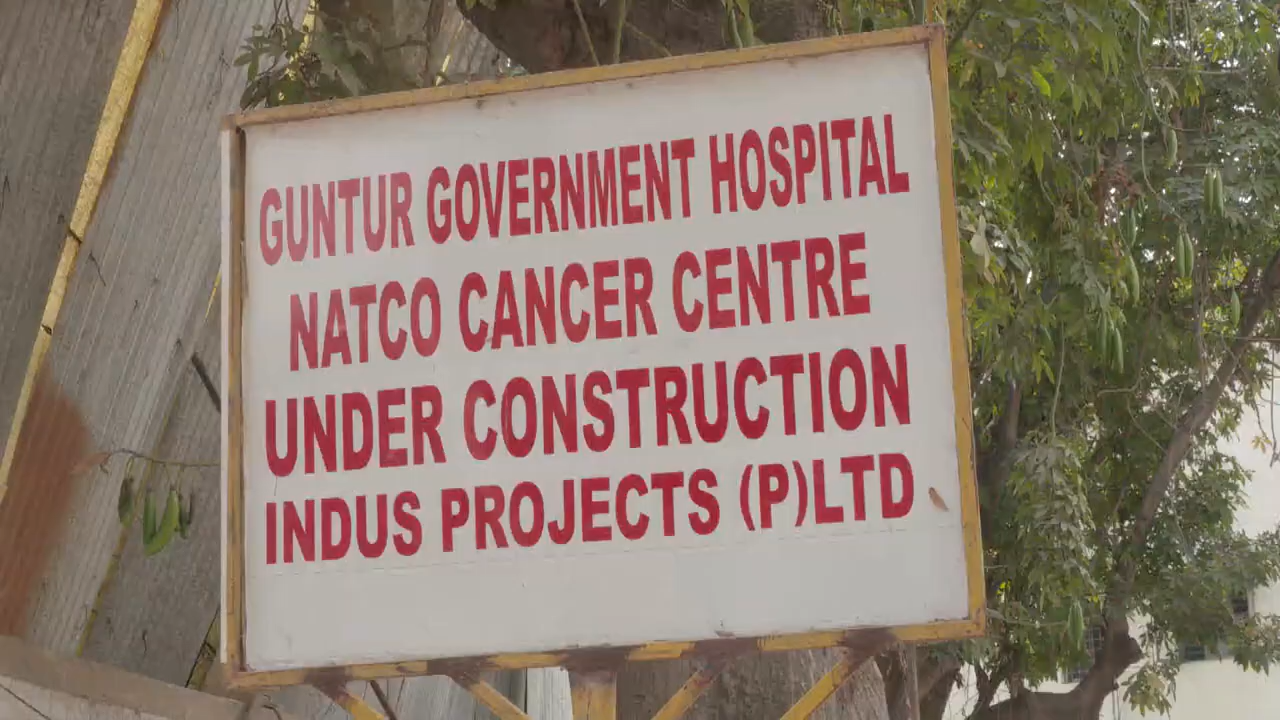 GUNTUR GOVERNMENT HOSPITAL
NATCO CANCER CENTRE
UNDER CONSTRUCTION
INDUS PROJECTS (P)LTD